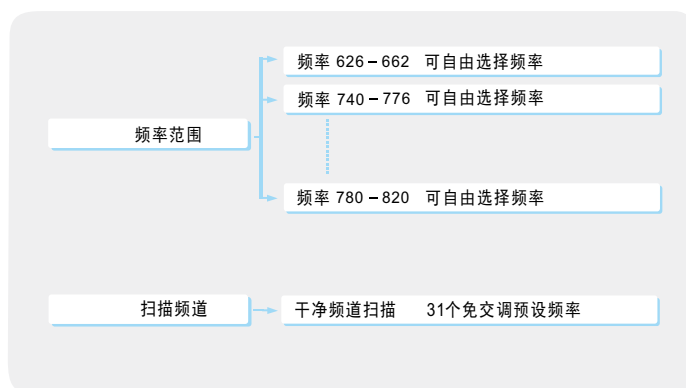 频率 626－662 可自由选择频率
频率 740－776 可自由选择频率
频率范围
频率 780－820 可自由选择频率
扫描频道
干净频道扫描 31个免交调预设频率